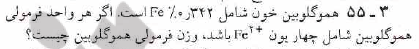 ۳ ـ ۵۵ هموگلوبین خون شامل ۰٫۳۴۲٪ Fe است. اگر هر واحد فرمولی
هموگلوبین شامل چهار یون Fe²⁺ باشد، وزن فرمولی هموگلوبین چیست؟